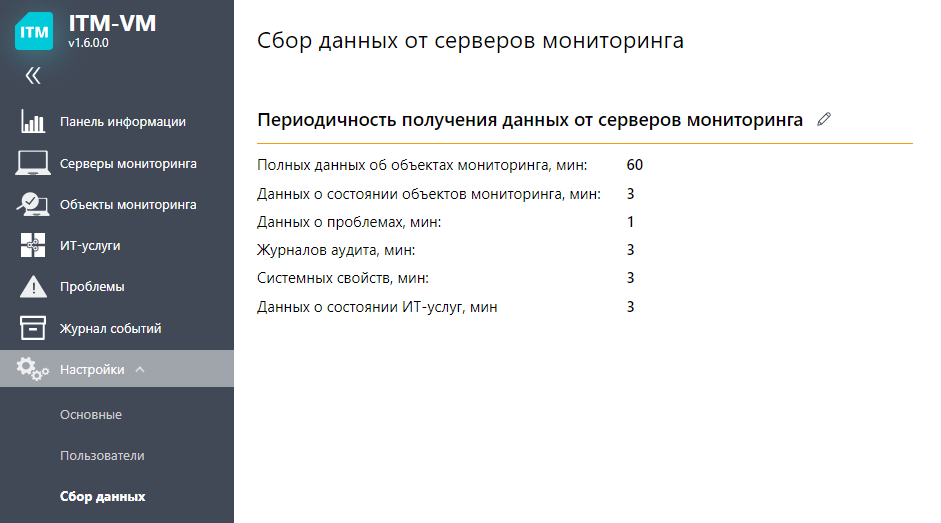 ITM
ITM-VM
v1.6.0.0
Панель информации
Серверы мониторинга
Объекты мониторинга
ИТ-услуги
Проблемы
Журнал событий
Настройки
Основные
Пользователи
Сбор данных
Сбор данных от серверов мониторинга
Периодичность получения данных от серверов мониторинга
Полных данных об объектах мониторинга, мин: 60
Данных о состоянии объектов мониторинга, мин: 3
Данных о проблемах, мин: 1
Журналов аудита, мин: 3
Системных свойств, мин: 3
Данных о состоянии ИТ-услуг, мин 3